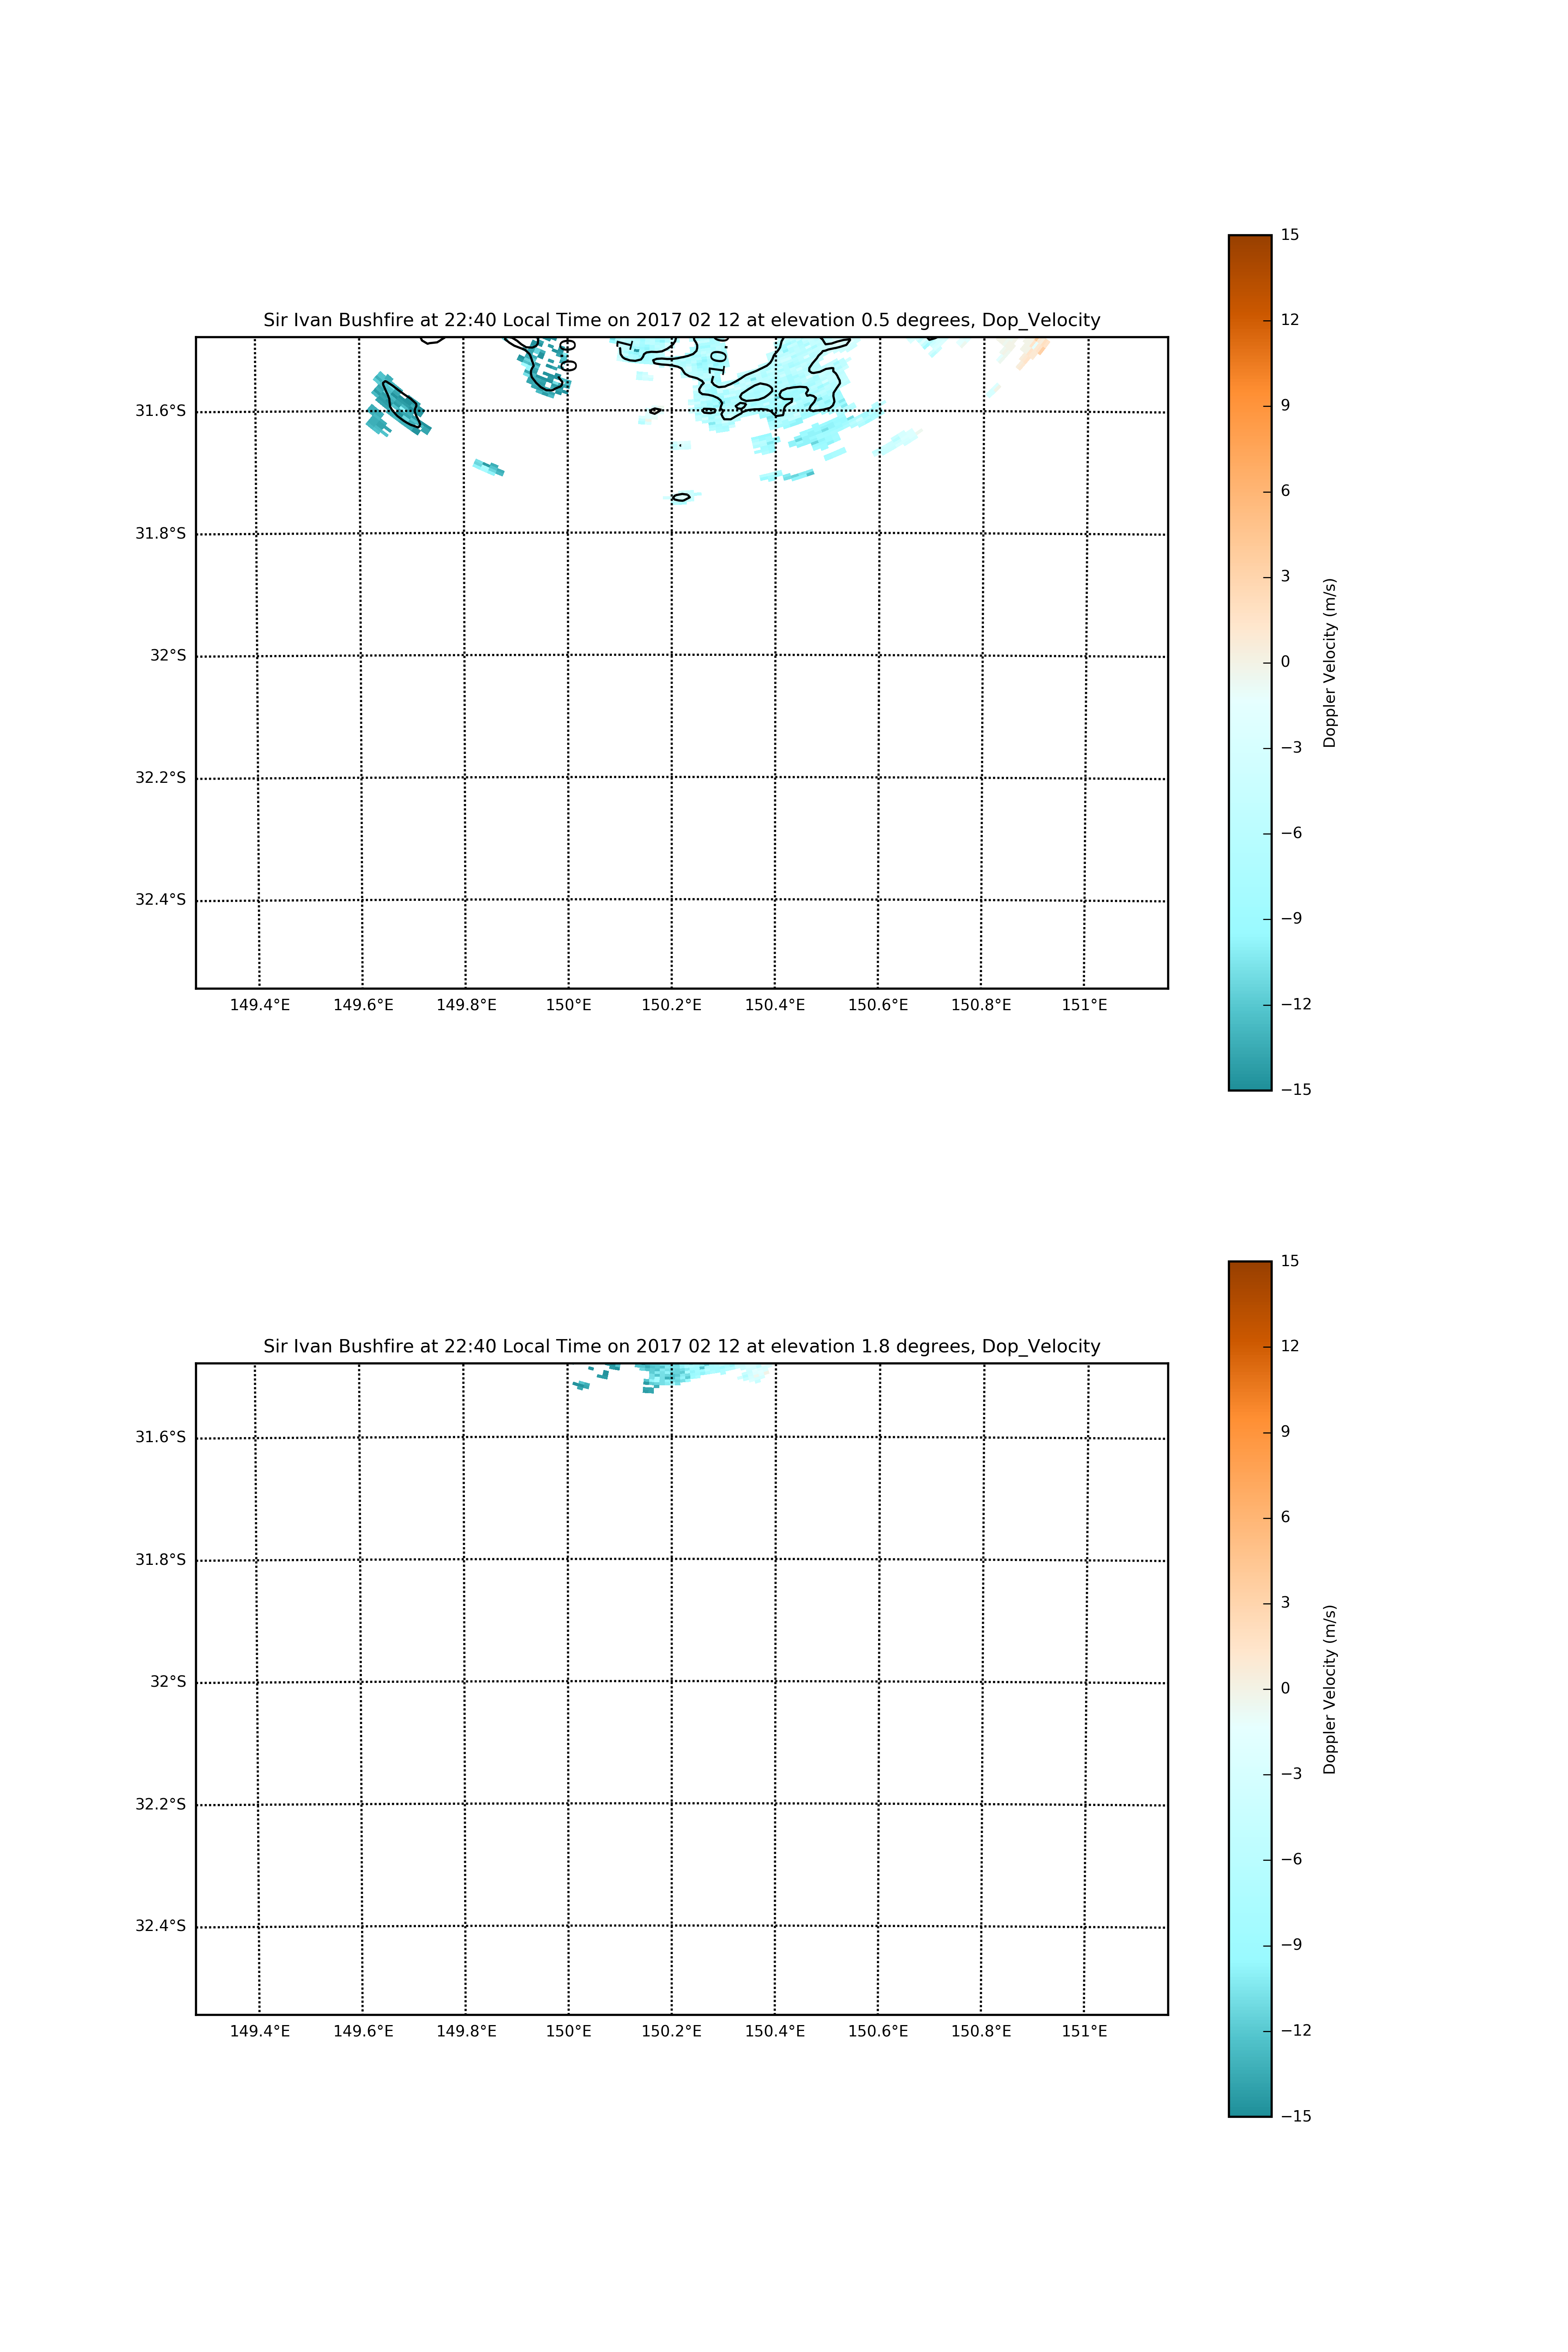 Sir Ivan Bushfire at 22:40 Local Time on 2017 02 12 at elevation 0.5 degrees, Dop_Velocity
31.6°S
31.8°S
32°S
32.2°S
32.4°S
149.4°E 149.6°E 149.8°E 150°E 150.2°E 150.4°E 150.6°E 150.8°E 151°E
15
12
9
6
3
0
−3
−6
−9
−12
−15
Doppler Velocity (m/s)
Sir Ivan Bushfire at 22:40 Local Time on 2017 02 12 at elevation 1.8 degrees, Dop_Velocity
31.6°S
31.8°S
32°S
32.2°S
32.4°S
149.4°E 149.6°E 149.8°E 150°E 150.2°E 150.4°E 150.6°E 150.8°E 151°E
15
12
9
6
3
0
−3
−6
−9
−12
−15
Doppler Velocity (m/s)